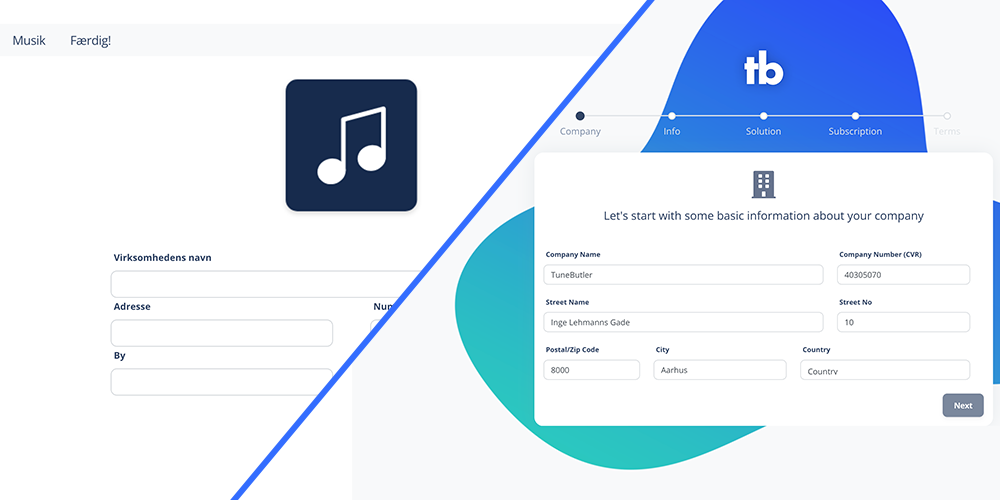 Musik Færdig!
Virksomhedens navn
Adresse
By
tb
Company Info Solution Subscription Terms
Let's start with some basic information about your company
Company Name Company Number (CVR)
TuneButler 40305070
Street Name Street No
Inge Lehmanns Gade 10
Postal/Zip Code City Country
8000 Aarhus Country
Next